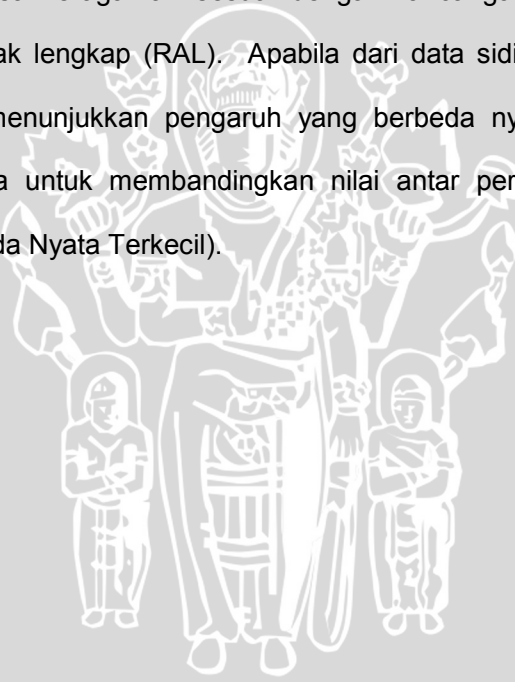 ak lengkap (RAL). Apabila dari data sidi
menunjukkan pengaruh yang berbeda ny
a untuk membandingkan nilai antar per
da Nyata Terkecil).